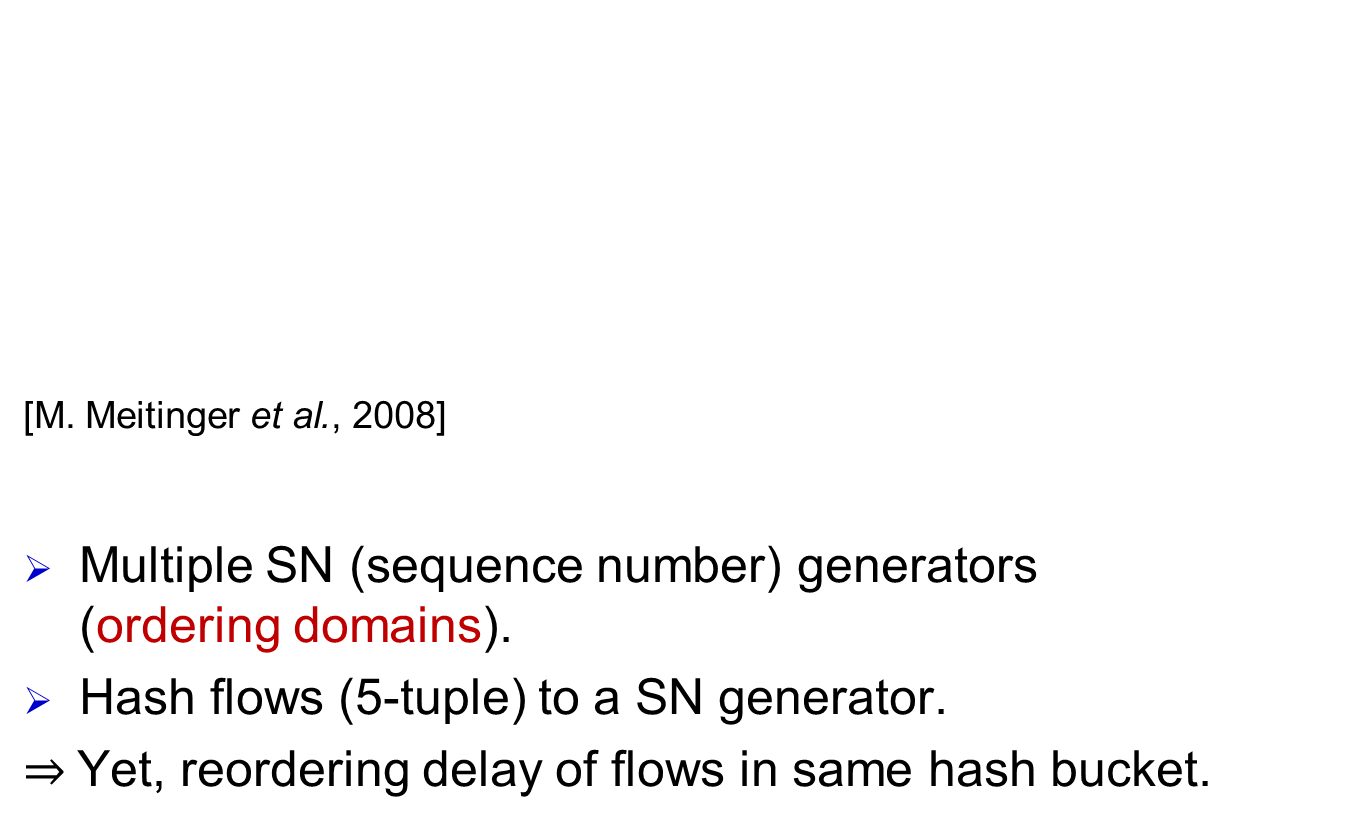 [M. Meitinger et al., 2008]
➢ Multiple SN (sequence number) generators
(ordering domains).
➢ Hash flows (5-tuple) to a SN generator.
⇒ Yet, reordering delay of flows in same hash bucket.